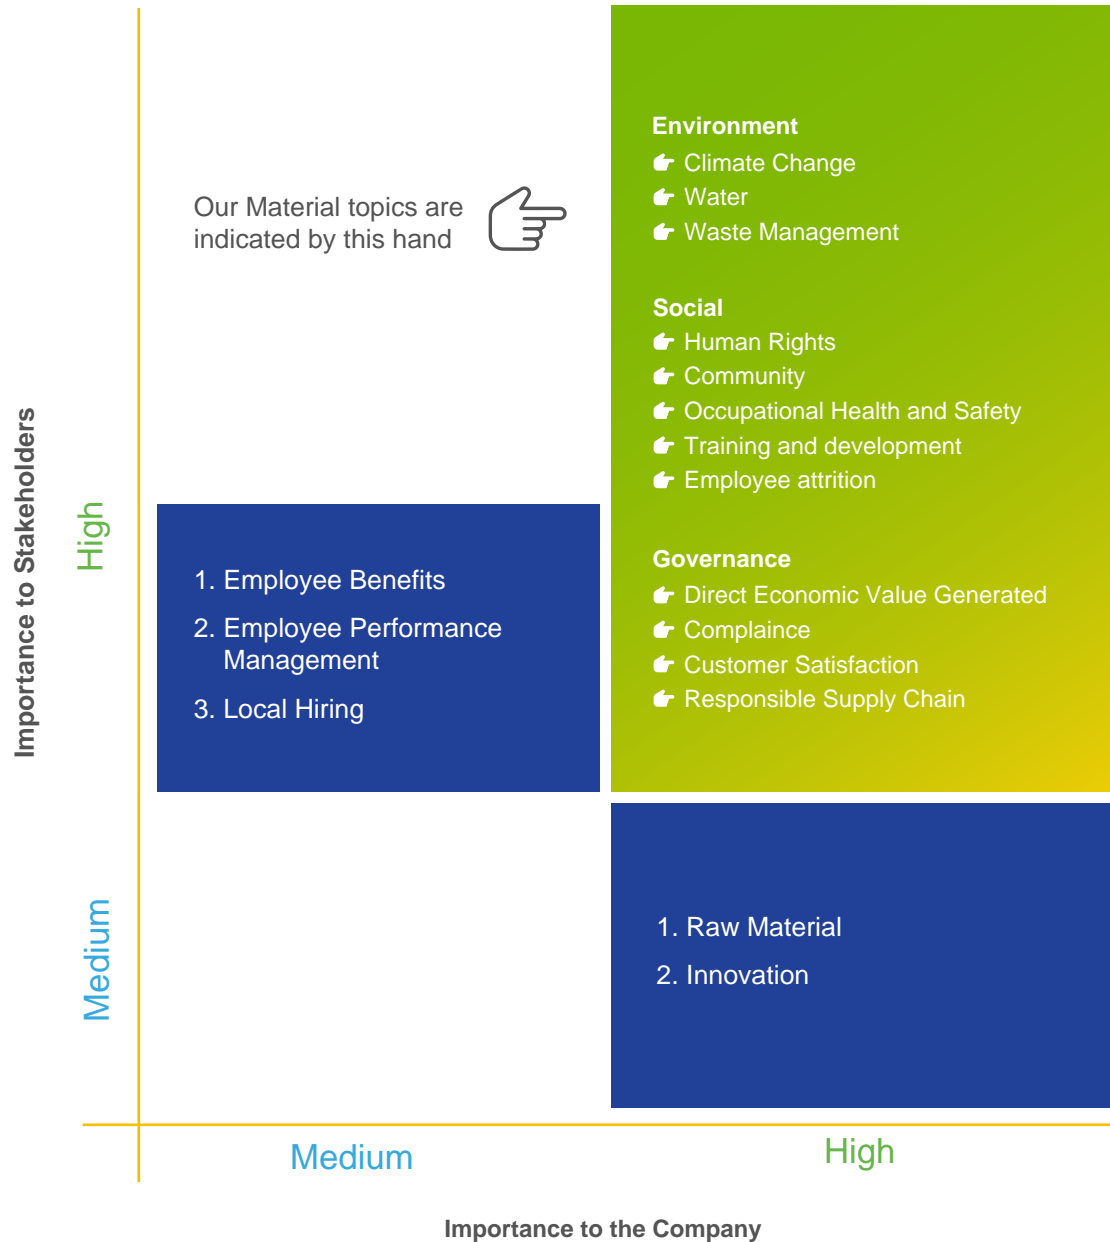 Importance to Stakeholders
High
Medium
Our Material topics are
indicated by this hand
Environment
Climate Change
Water
Waste Management
Social
Human Rights
Community
Occupational Health and Safety
Training and development
Employee attrition
Governance
Direct Economic Value Generated
Complaince
Customer Satisfaction
Responsible Supply Chain
1. Employee Benefits
2. Employee Performance
Management
3. Local Hiring
1. Raw Material
2. Innovation
Medium
High
Importance to the Company